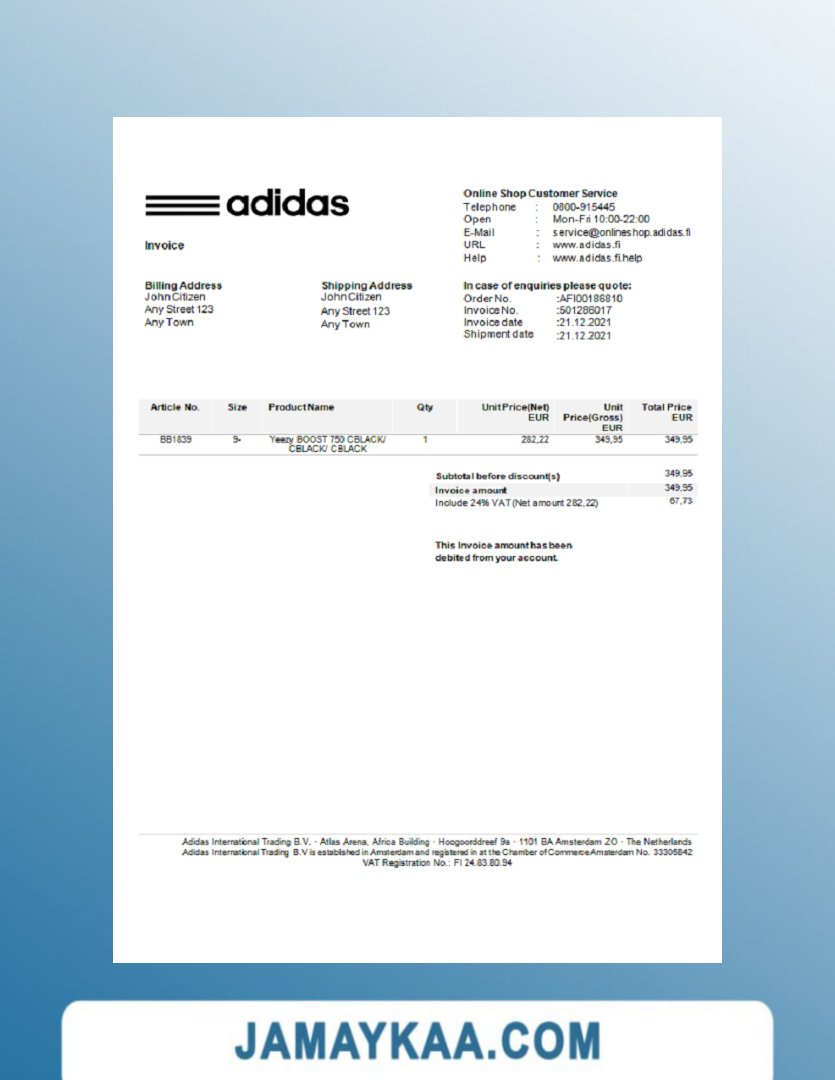 adidas
Invoice
Online Shop Customer Service
Telephone : 0800-915445
Open : Mon-Fri 10:00-22:00
E-Mail : service@onlineshop.adidas.fi
URL : www.adidas.fi
Help : www.adidas.fi.help
Billing Address
John Citizen
Any Street 123
Any Town
Shipping Address
John Citizen
Any Street 123
Any Town
In case of enquiries please quote:
Order No. :AFI00186810
Invoice No. :501286017
Invoice date :21.12.2021
Shipment date :21.12.2021
Article No. Size Product Name Qty Unit Price(Net) EUR Unit Price(Gross) EUR Total Price EUR
BB1839 9- Yeezy BOOST 750 CBLACK/ 1 282,22 349,95 349,95
CBLACK/ CBLACK
Subtotal before discount(s) 349,95
Invoice amount 349,95
Include 24% VAT (Net amount 282,22) 67,73
This Invoice amount has been
debited from your account.
Adidas International Trading B.V. · Atlas Arena, Africa Building · Hoogoorddreef 9a · 1101 BA Amsterdam ZO · The Netherlands
Adidas International Trading B.V is established in Amsterdam and registered in at the Chamber of Commerce Amsterdam No. 33305842
VAT Registration No.: FI 24.83.80.94
JAMAYKAA.COM